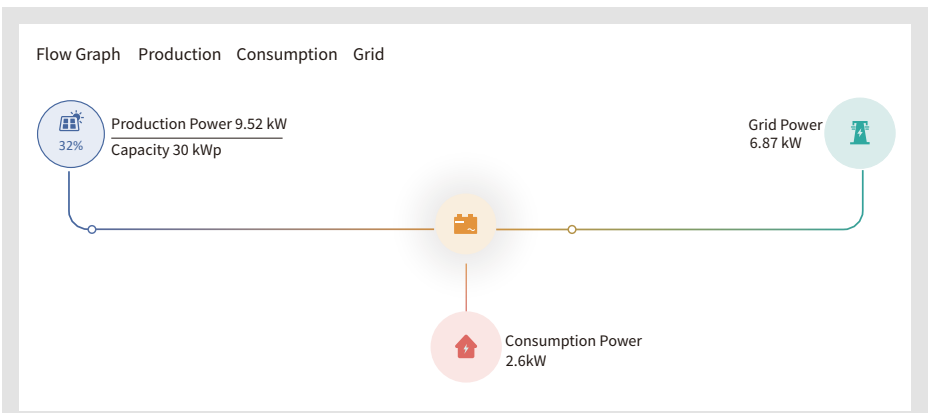 Flow Graph Production Consumption Grid
32%
Production Power 9.52 kW
Capacity 30 kWp
Grid Power
6.87 kW
Consumption Power
2.6kW